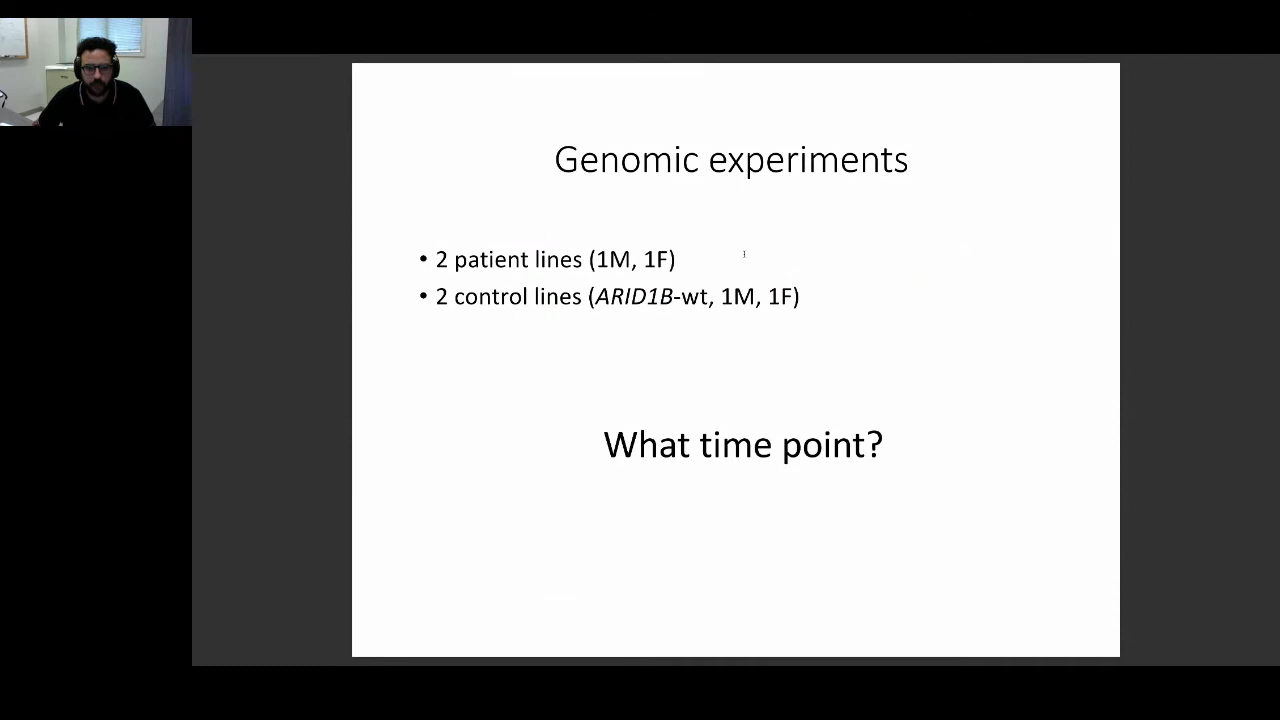 Genomic experiments
• 2 patient lines (1M, 1F)
• 2 control lines (ARID1B-wt, 1M, 1F)
What time point?